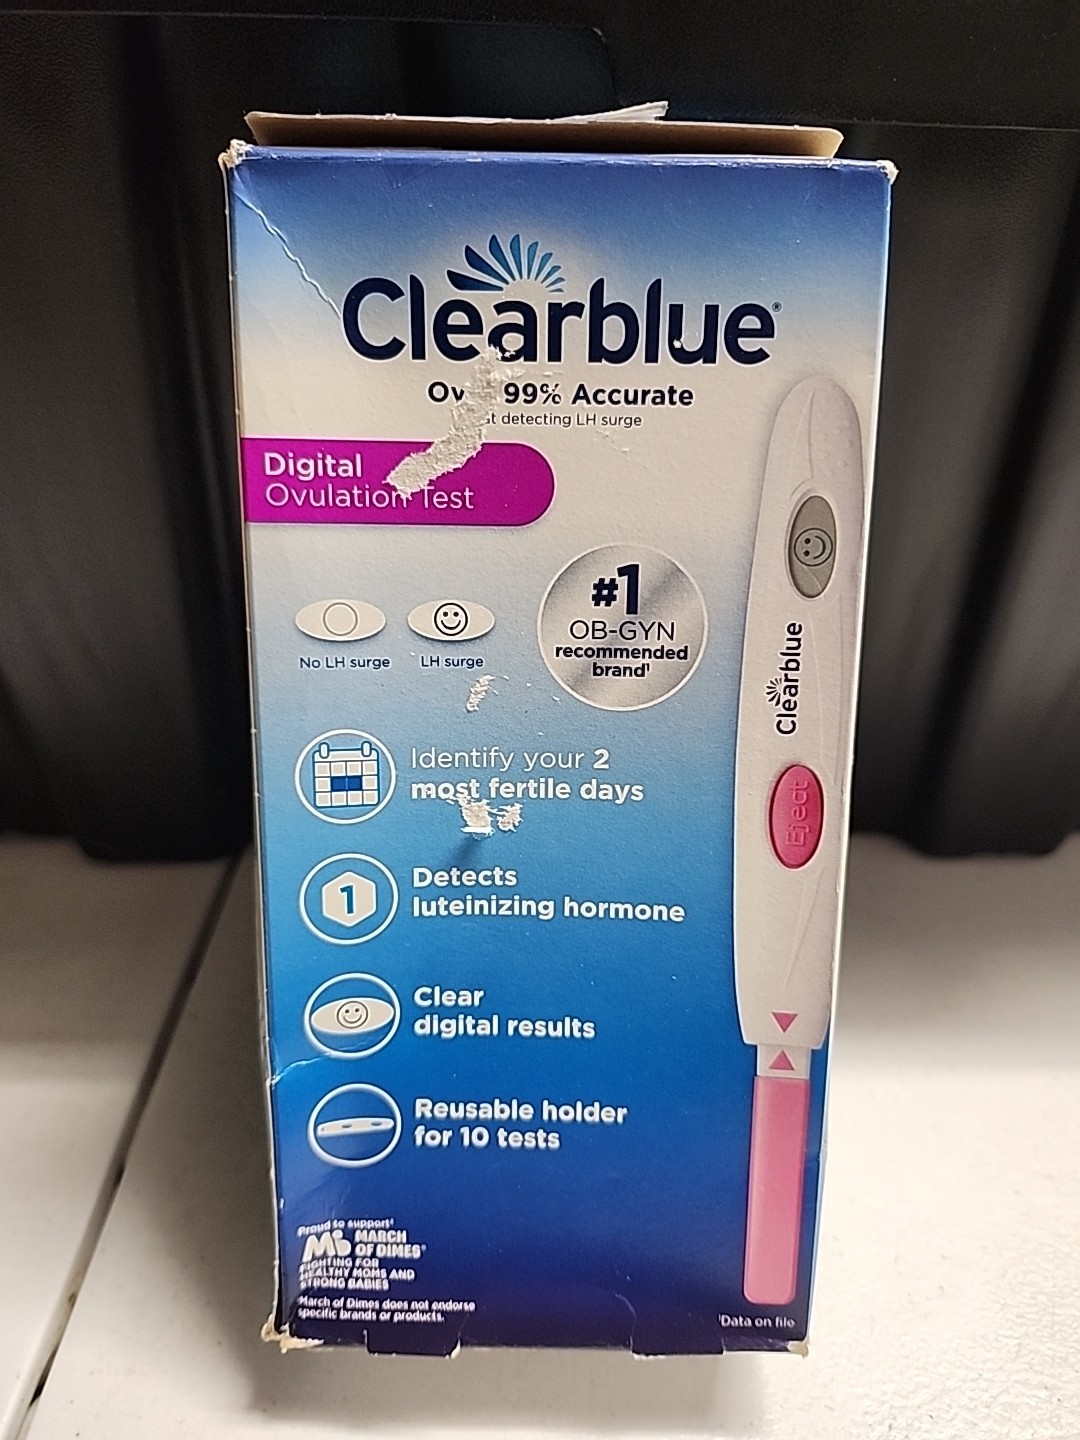 Clearblue®
99% Accurate
detecting LH surge
Digital
Ovulation Test
No LH surge
LH surge
#1
OB-GYN
recommended
brand¹
Clearblue
Eject
Identify your 2
most fertile days
1
Detects
luteinizing hormone
Clear
digital results
Reusable holder
for 10 tests
Proud to support
MARCH
OF DIMES®
FIGHTING FOR
HEALTHY MOMS AND
STRONG BABIES
March of Dimes does not endorse
specific brands or products.
¹Data on file